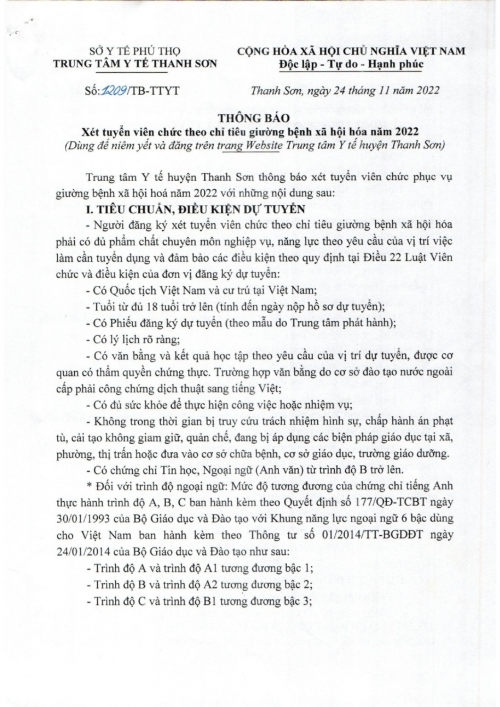 SỞ Y TẾ PHÚ THỌ
TRUNG TÂM Y TẾ THANH SƠN
CỘNG HÒA XÃ HỘI CHỦ NGHĨA VIỆT NAM
Độc lập - Tự do - Hạnh phúc
Số: 1209/TB-TTYT
Thanh Sơn, ngày 24 tháng 11 năm 2022
THÔNG BÁO
Xét tuyển viên chức theo chỉ tiêu giường bệnh xã hội hóa năm 2022
(Dùng để niêm yết và đăng trên trang Website Trung tâm Y tế huyện Thanh Sơn)
Trung tâm Y tế huyện Thanh Sơn thông báo xét tuyển viên chức phục vụ
giường bệnh xã hội hoá năm 2022 với những nội dung sau:
I. TIÊU CHUẨN, ĐIỀU KIỆN DỰ TUYỂN
- Người đăng ký xét tuyển viên chức theo chỉ tiêu giường bệnh xã hội hóa
phải có đủ phẩm chất chuyên môn nghiệp vụ, năng lực theo yêu cầu của vị trí việc
làm cần tuyển dụng và đảm bảo các điều kiện theo quy định tại Điều 22 Luật Viên
chức và điều kiện của đơn vị đăng ký dự tuyển:
- Có Quốc tịch Việt Nam và cư trú tại Việt Nam;
- Tuổi từ đủ 18 tuổi trở lên (tính đến ngày nộp hồ sơ dự tuyển);
- Có Phiếu đăng ký dự tuyển (theo mẫu do Trung tâm phát hành);
- Có lý lịch rõ ràng;
- Có văn bằng và kết quả học tập theo yêu cầu của vị trí dự tuyển, được cơ
quan có thẩm quyền chứng thực. Trường hợp văn bằng do cơ sở đào tạo nước ngoài
cấp phải công chứng dịch thuật sang tiếng Việt;
- Có đủ sức khỏe để thực hiện công việc hoặc nhiệm vụ;
- Không trong thời gian bị truy cứu trách nhiệm hình sự, chấp hành án phạt
tù, cải tạo không giam giữ, quản chế, đang bị áp dụng các biện pháp giáo dục tại xã,
phường, thị trấn hoặc đưa vào cơ sở chữa bệnh, cơ sở giáo dục, trường giáo dưỡng.
- Có chứng chỉ Tin học, Ngoại ngữ (Anh văn) từ trình độ B trở lên.
* Đối với trình độ ngoại ngữ: Mức độ tương đương của chứng chỉ tiếng Anh
thực hành trình độ A, B, C ban hành kèm theo Quyết định số 177/QĐ-TCBT ngày
30/01/1993 của Bộ Giáo dục và Đào tạo với Khung năng lực ngoại ngữ 6 bậc dùng
cho Việt Nam ban hành kèm theo Thông tư số 01/2014/TT-BGDĐT ngày
24/01/2014 của Bộ Giáo dục và Đào tạo như sau:
- Trình độ A và trình độ A1 tương đương bậc 1;
- Trình độ B và trình độ A2 tương đương bậc 2;
- Trình độ C và trình độ B1 tương đương bậc 3;